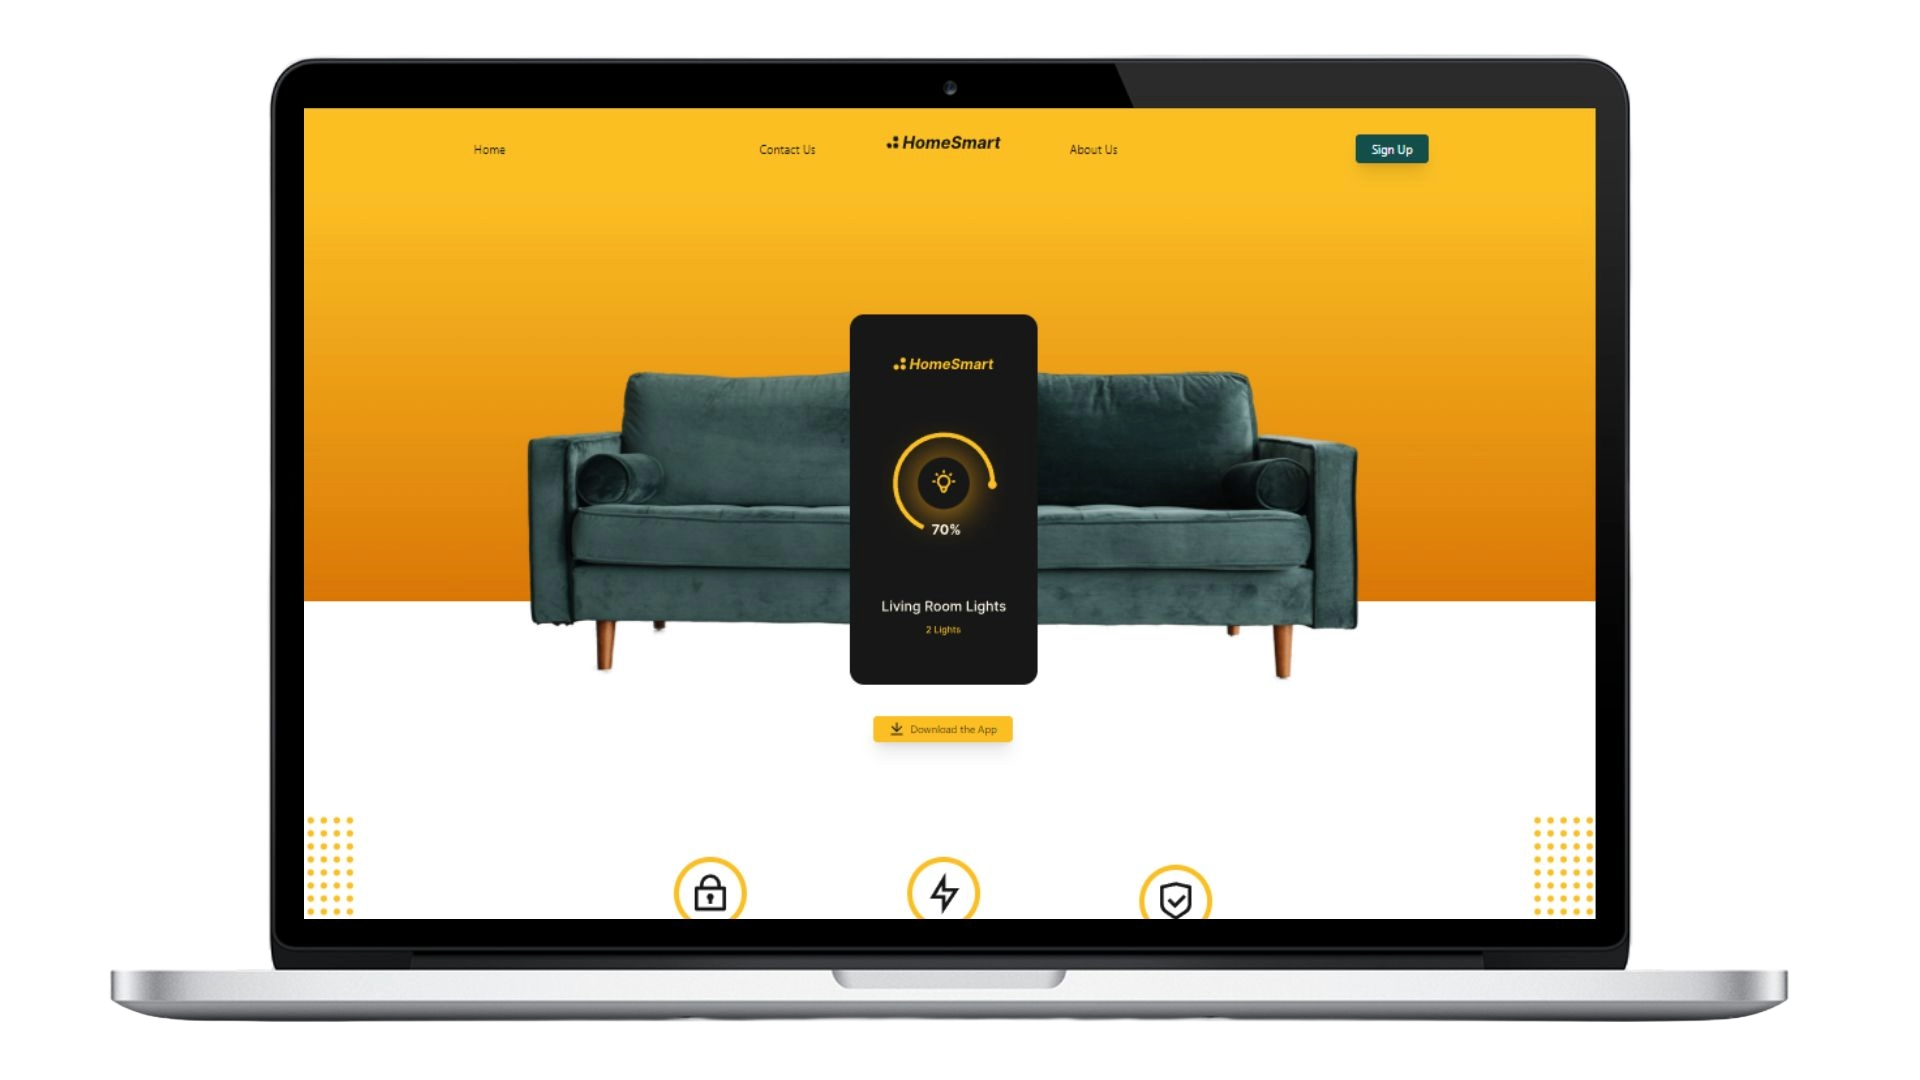 Home
Contact Us
HomeSmart
About Us
Sign Up
HomeSmart
70%
Living Room Lights
2 Lights
Download the App